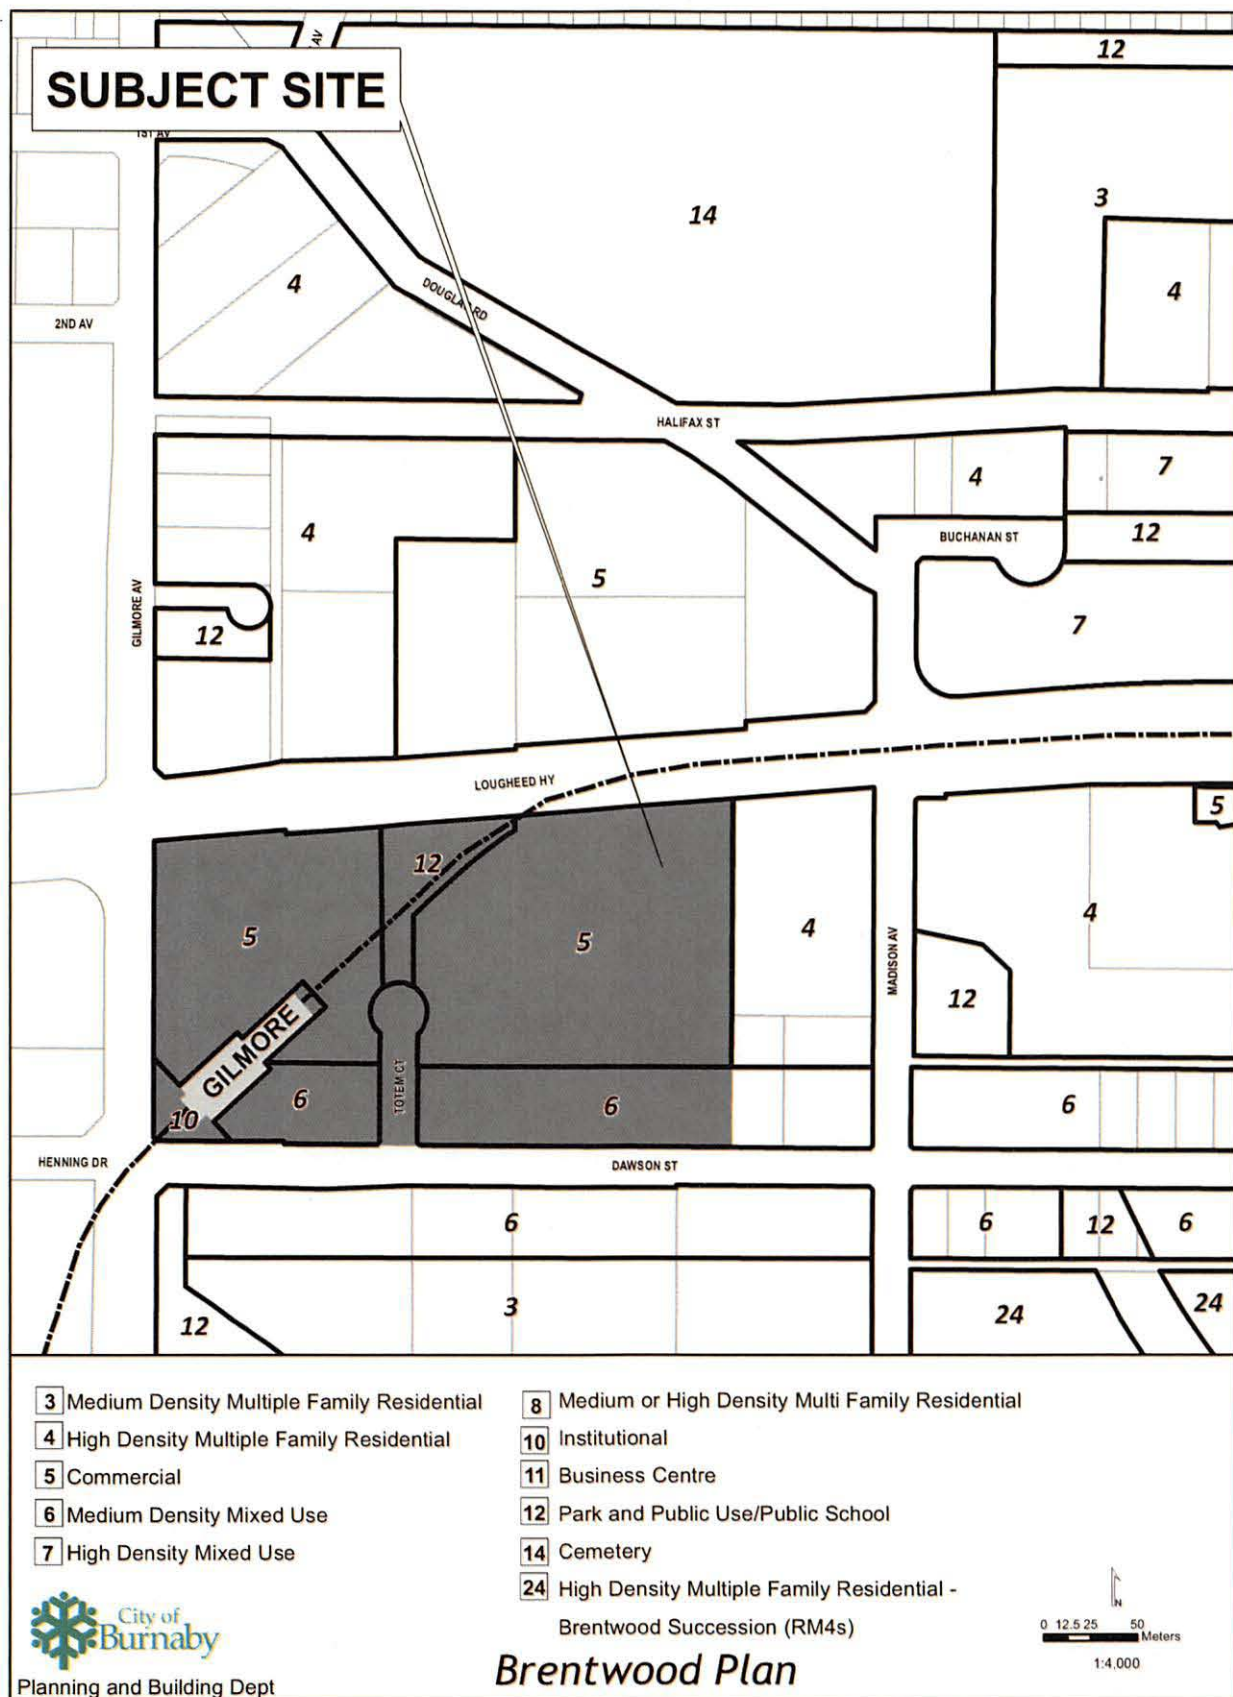 AV
12
SUBJECT SITE
1ST AV
14
3
4
DOUGLAS RD
4
2ND AV
HALIFAX ST
4
7
4
5
BUCHANAN ST
12
GILMORE AV
12
7
LOUGHEED HY
5
12
5
5
4
MADISON AV
4
12
GILMORE
10
6
TOTEM CT
6
6
HENNING DR
DAWSON ST
6
6
12
6
12
3
24
24
3 Medium Density Multiple Family Residential
4 High Density Multiple Family Residential
5 Commercial
6 Medium Density Mixed Use
7 High Density Mixed Use
8 Medium or High Density Multi Family Residential
10 Institutional
11 Business Centre
12 Park and Public Use/Public School
14 Cemetery
24 High Density Multiple Family Residential -
Brentwood Succession (RM4s)
City of
Burnaby
Planning and Building Dept
Brentwood Plan
N
0 12.5 25 50
Meters
1:4,000